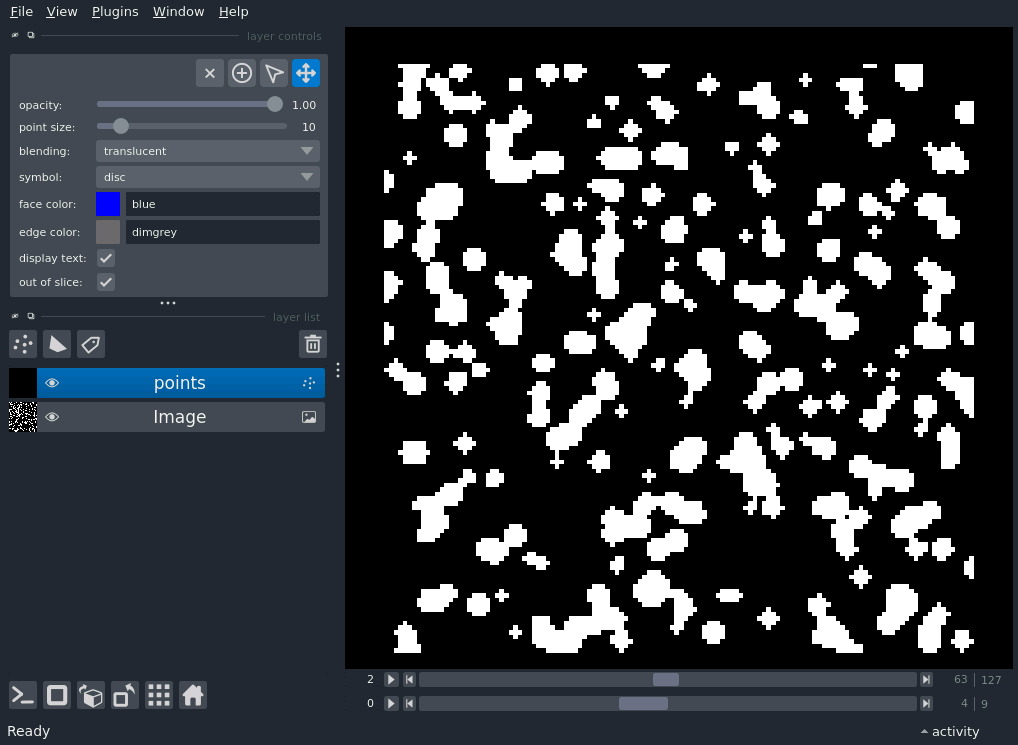 File View Plugins Window Help
layer controls
opacity: 1.00
point size: 10
blending: translucent
symbol: disc
face color: blue
edge color: dimgrey
display text:
out of slice:
layer list
points
Image
2 63 127
0 4 9
Ready activity